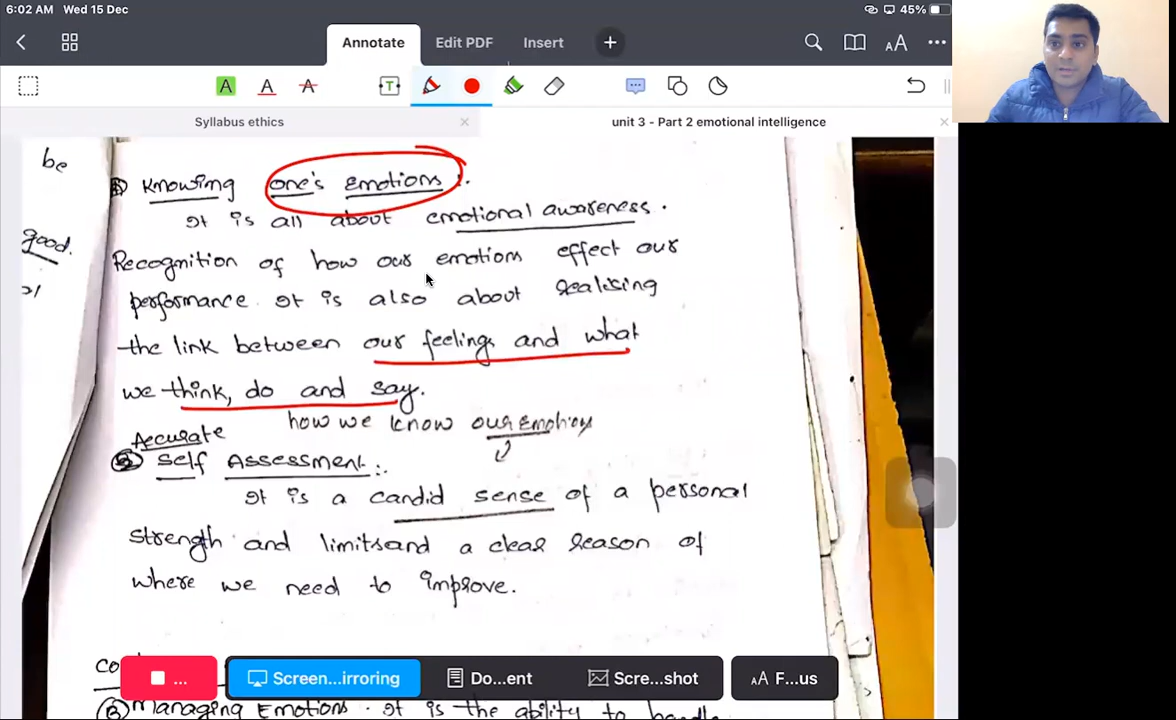 6:02 AM Wed 15 Dec
45%
Annotate
Edit PDF
Insert
Syllabus ethics
unit 3 - Part 2 emotional intelligence
be
good.
Knowing one's emotions :.
It is all about emotional awareness.
Recognition of how our emotions effect our
performance. It is also about realising
the link between our feelings and what
we think, do and say.
how we know our emotions
Accurate
Self Assessment :.
It is a candid sense of a personal
strength and limits and a clear reason of
where we need to improve.
co
Screen...irroring
Do...ent
Scre...shot
AA F...us
Managing Emotions. It is the ability to handle